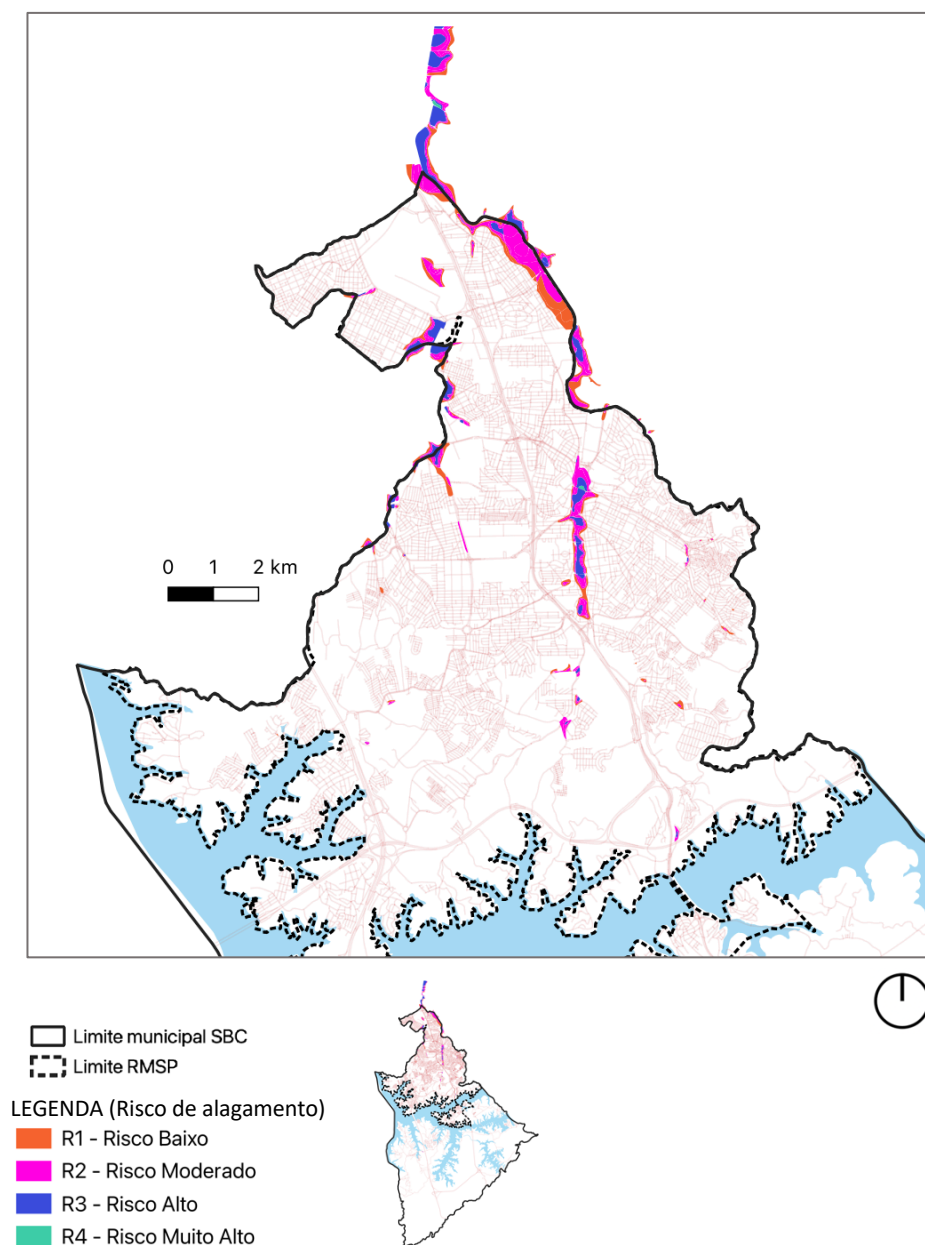 0 1 2 km
Limite municipal SBC
Limite RMSP
LEGENDA (Risco de alagamento)
R1 - Risco Baixo
R2 - Risco Moderado
R3 - Risco Alto
R4 - Risco Muito Alto